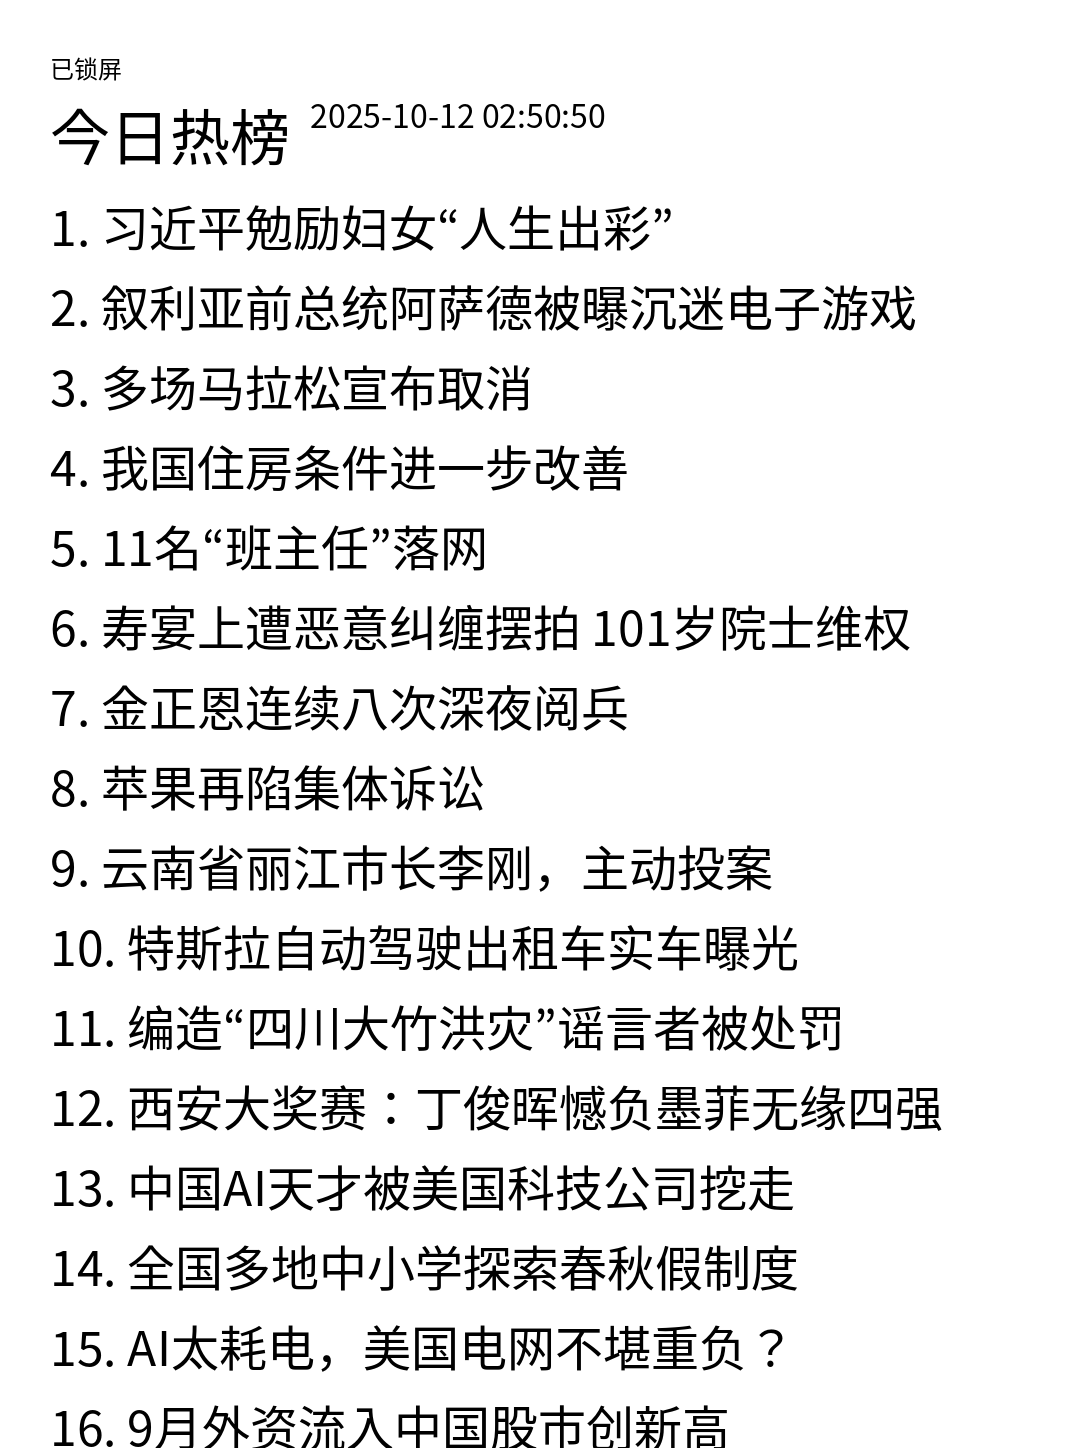 已锁屏
今日热榜 2025-10-12 02:50:50
1. 习近平勉励妇女“人生出彩”
2. 叙利亚前总统阿萨德被曝沉迷电子游戏
3. 多场马拉松宣布取消
4. 我国住房条件进一步改善
5. 11名“班主任”落网
6. 寿宴上遭恶意纠缠摆拍 101岁院士维权
7. 金正恩连续八次深夜阅兵
8. 苹果再陷集体诉讼
9. 云南省丽江市长李刚，主动投案
10. 特斯拉自动驾驶出租车实车曝光
11. 编造“四川大竹洪灾”谣言者被处罚
12. 西安大奖赛：丁俊晖憾负墨菲无缘四强
13. 中国AI天才被美国科技公司挖走
14. 全国多地中小学探索春秋假制度
15. AI太耗电，美国电网不堪重负？
16. 9月外资流入中国股市创新高